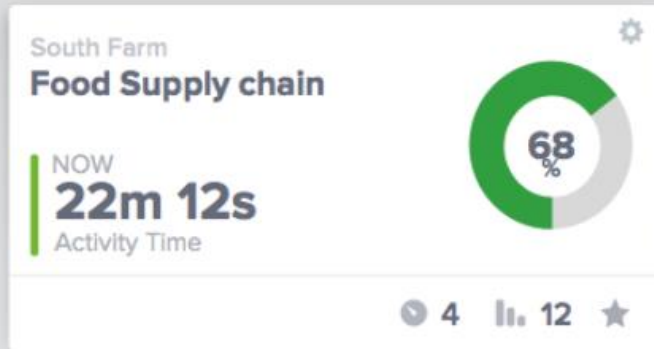 South Farm
Food Supply chain
NOW
22m 12s
Activity Time
68
%
4 12